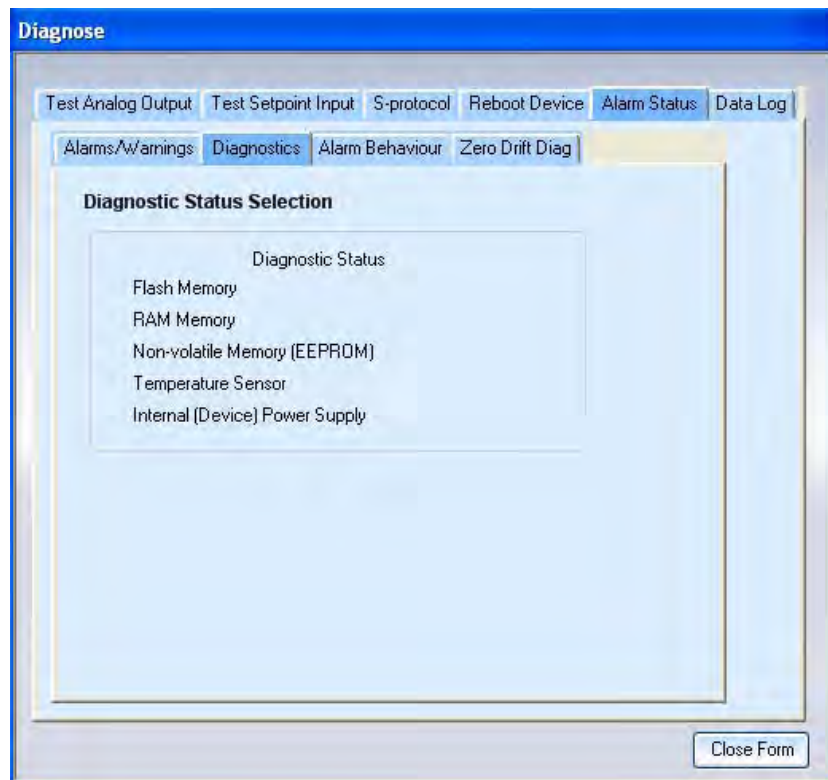 Diagnose
Test Analog Output Test Setpoint Input S-protocol Reboot Device Alarm Status Data Log
Alarms/Warnings Diagnostics Alarm Behaviour Zero Drift Diag
Diagnostic Status Selection
Diagnostic Status
Flash Memory
RAM Memory
Non-volatile Memory (EEPROM)
Temperature Sensor
Internal (Device) Power Supply
Close Form